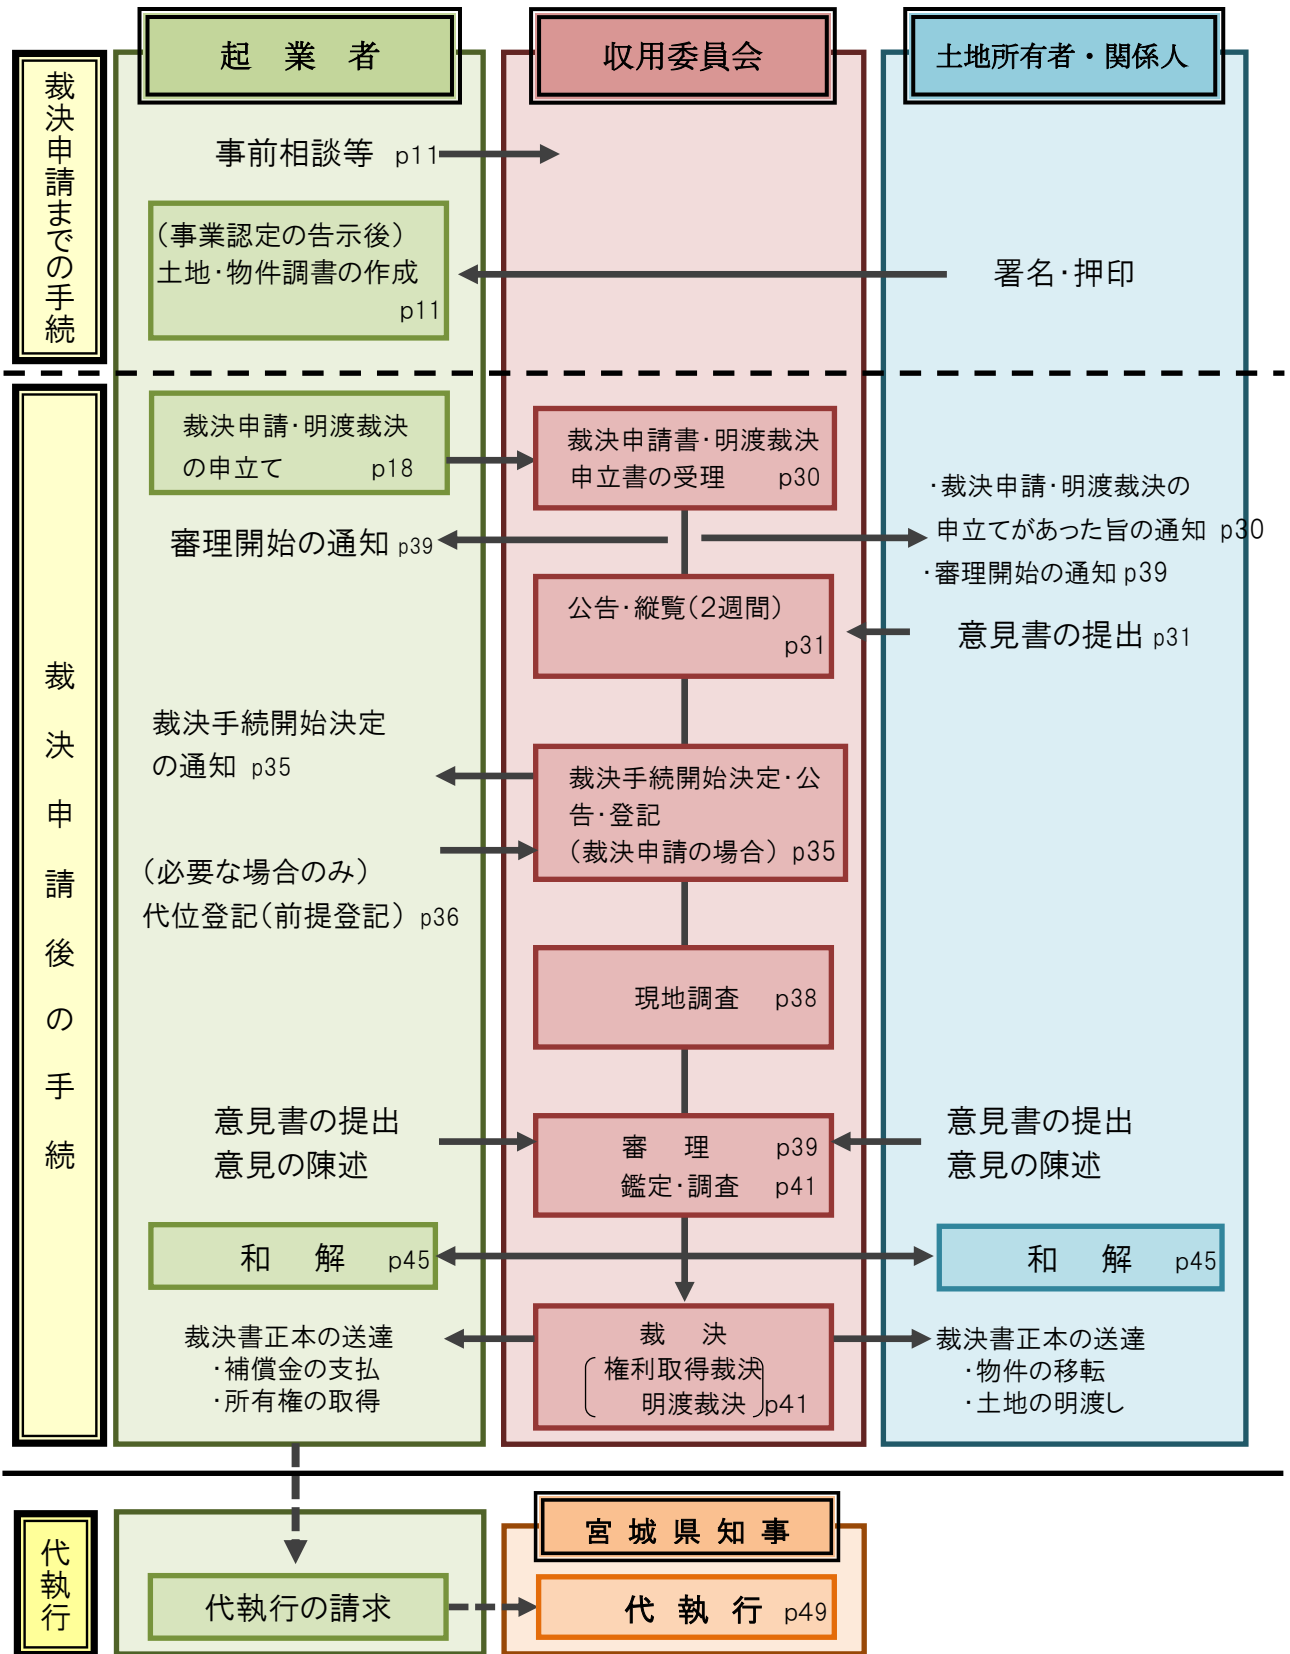 起業者
収用委員会
土地所有者・関係人
裁決申請までの手続
事前相談等 p11
（事業認定の告示後）
土地・物件調書の作成
p11
署名・押印
裁決申請後の手続
裁決申請・明渡裁決
の申立て p18
裁決申請書・明渡裁決
申立書の受理 p30
・裁決申請・明渡裁決の
申立てがあった旨の通知 p30
・審理開始の通知 p39
審理開始の通知 p39
公告・縦覧（2週間）
p31
意見書の提出 p31
裁決手続開始決定
の通知 p35
裁決手続開始決定・公
告・登記
（裁決申請の場合） p35
（必要な場合のみ）
代位登記（前提登記） p36
現地調査 p38
意見書の提出
意見の陳述
審理 p39
鑑定・調査 p41
意見書の提出
意見の陳述
和解 p45
和解 p45
裁決書正本の送達
・補償金の支払
・所有権の取得
裁決
権利取得裁決
明渡裁決 p41
裁決書正本の送達
・物件の移転
・土地の明渡し
代執行
宮城県知事
代執行の請求
代執行 p49